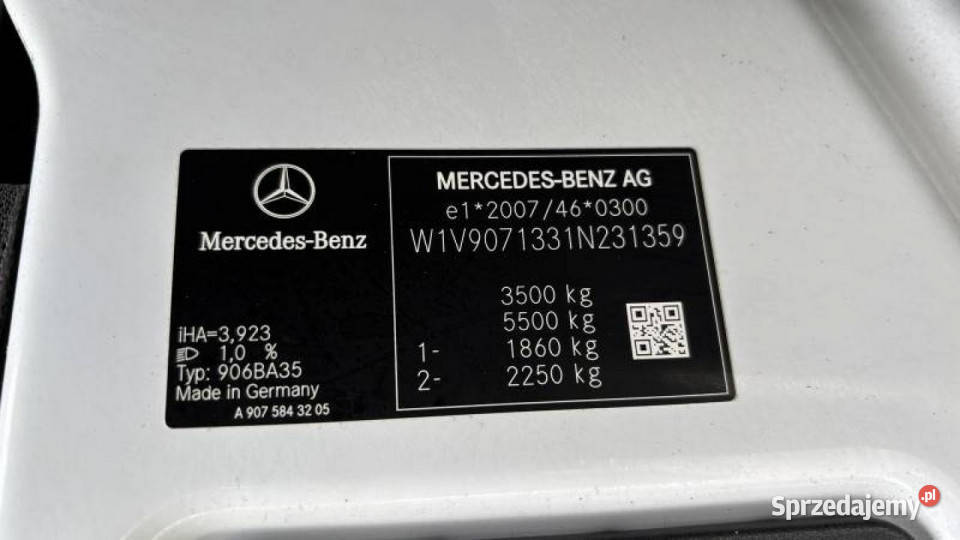 Mercedes-Benz
iHA=3,923
1,0 %
Typ: 906BA35
Made in Germany
A 907 584 32 05
MERCEDES-BENZ AG
e1*2007/46*0300
W1V9071331N231359
3500 kg
5500 kg
1- 1860 kg
2- 2250 kg
Sprzedajemy.pl